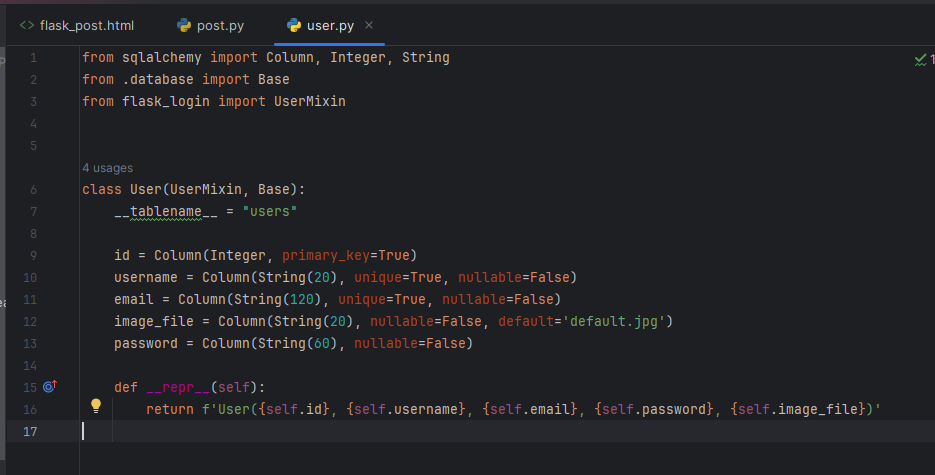 <> flask_post.html post.py user.py ×
1 from sqlalchemy import Column, Integer, String 1
2 from .database import Base
3 from flask_login import UserMixin
4
5
4 usages
6 class User(UserMixin, Base):
7     __tablename__ = "users"
8
9     id = Column(Integer, primary_key=True)
10     username = Column(String(20), unique=True, nullable=False)
11     email = Column(String(120), unique=True, nullable=False)
12     image_file = Column(String(20), nullable=False, default='default.jpg')
13     password = Column(String(60), nullable=False)
14
15     def __repr__(self):
16         return f'User({self.id}, {self.username}, {self.email}, {self.password}, {self.image_file})'
17